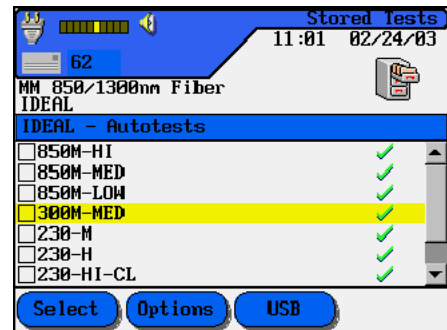 Stored Tests
11:01 02/24/03
62
MM 850/1300nm Fiber
IDEAL
IDEAL - Autotests
850M-HI
850M-MED
850M-LOW
300M-MED
230-M
230-H
230-HI-CL
Select Options USB